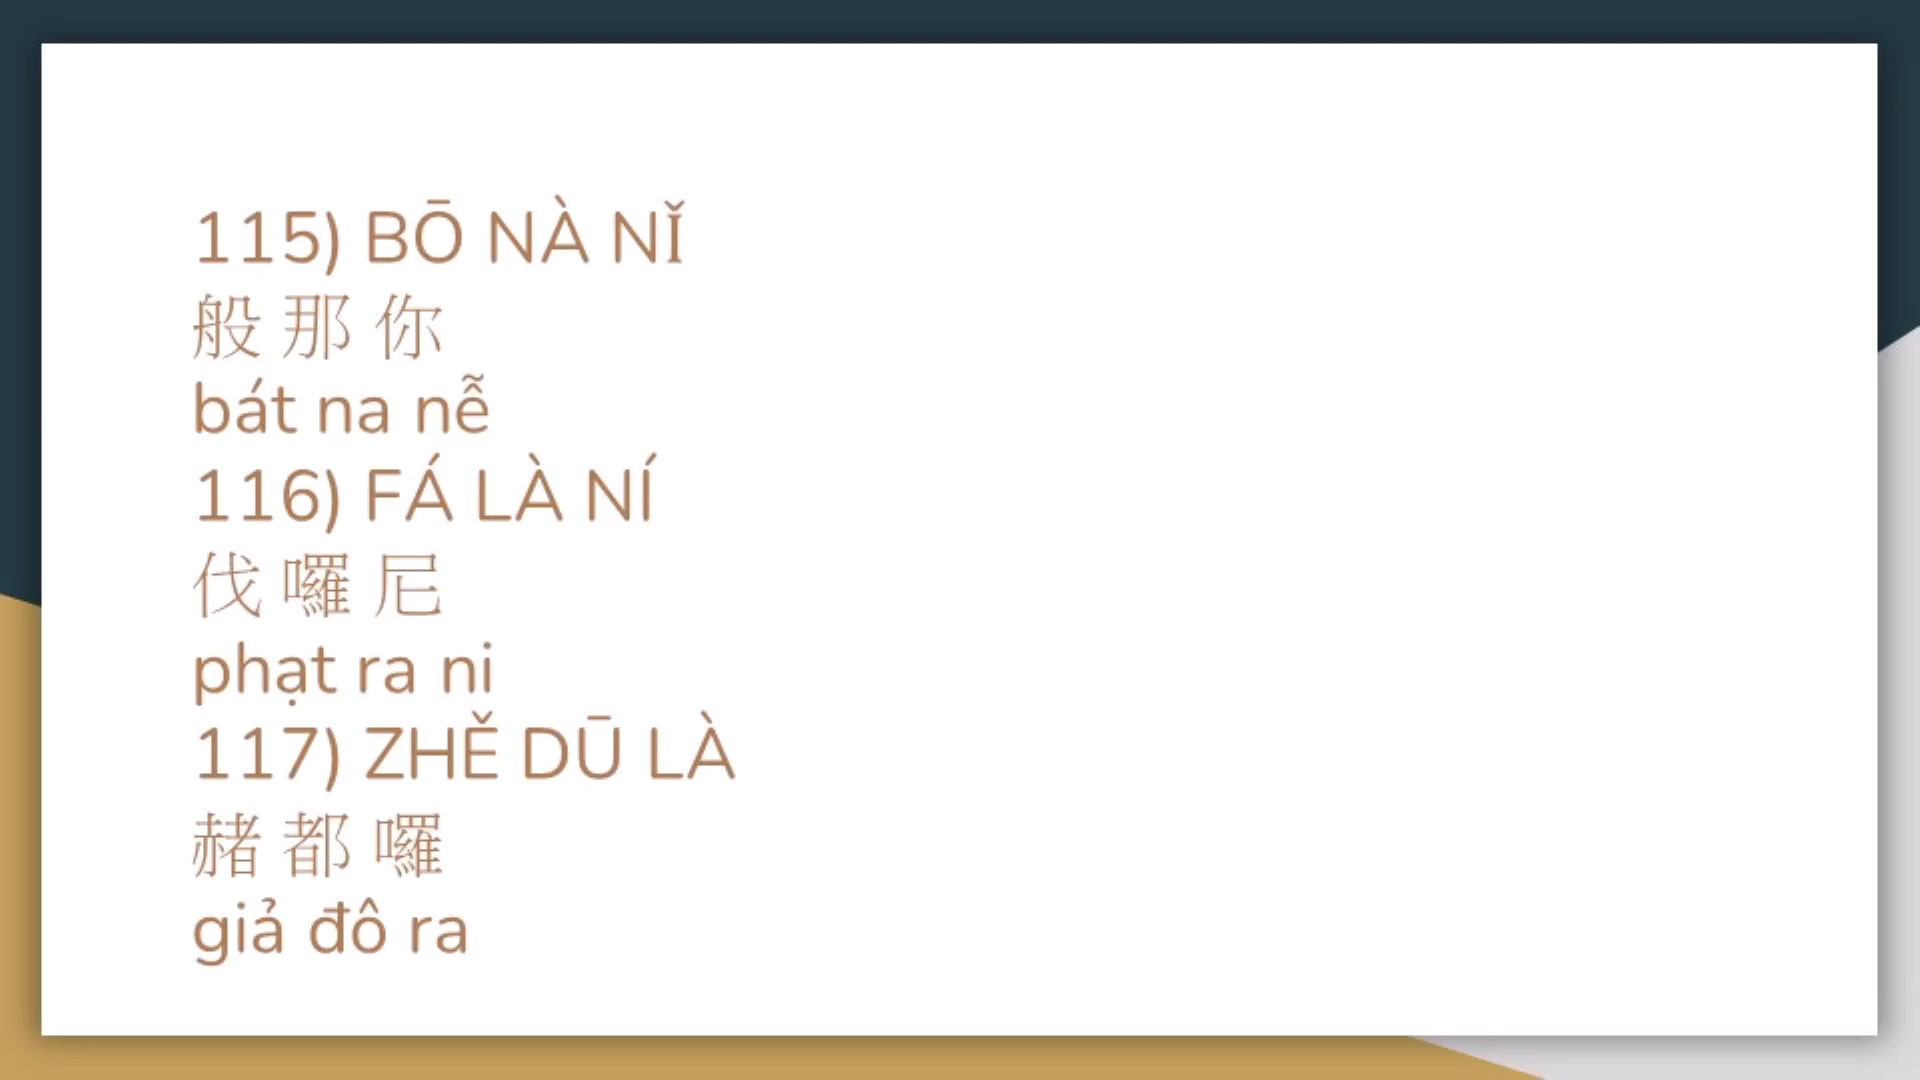 115) BŌ NÀ NǏ
般 那 你
bát na nễ
116) FÁ LÀ NÍ
伐 囉 尼
phạt ra ni
117) ZHĚ DŪ LÀ
赭 都 囉
giả đô ra